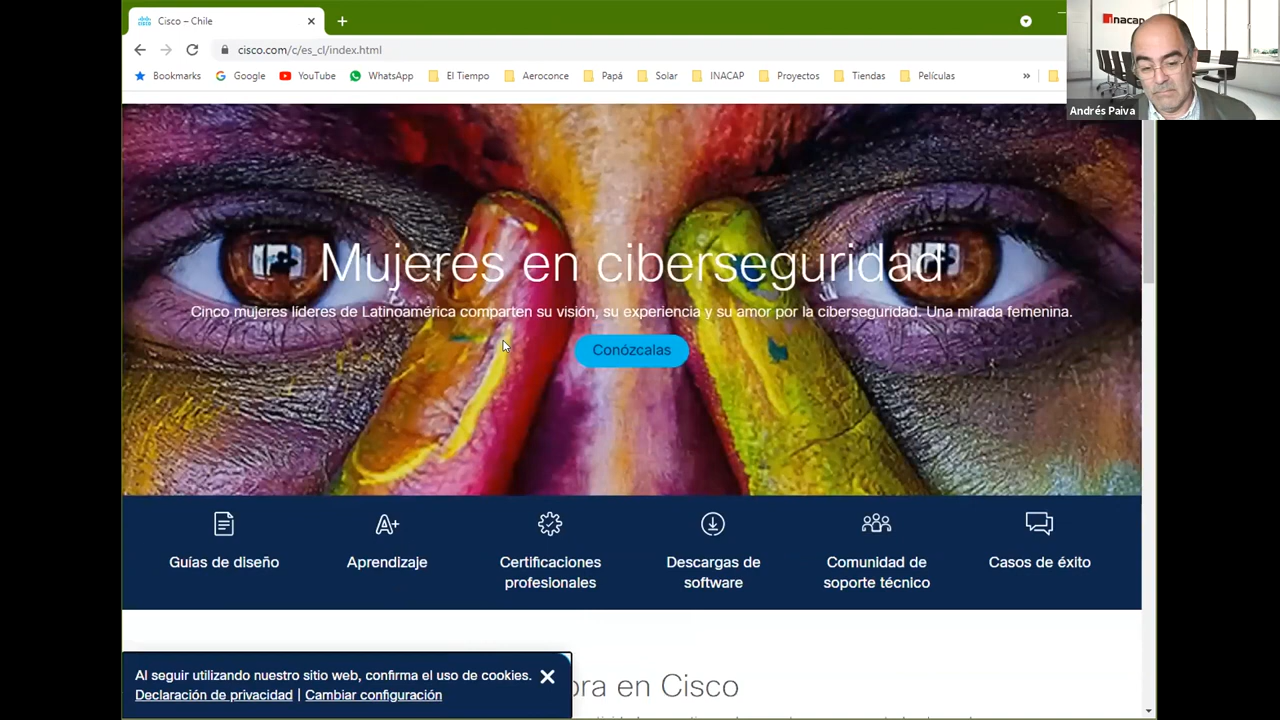 Cisco – Chile
cisco.com/c/es_cl/index.html
Bookmarks Google YouTube WhatsApp El Tiempo Aeroconce Papá Solar INACAP Proyectos Tiendas Películas »
inacap
Andrés Paiva
Mujeres en ciberseguridad
Cinco mujeres líderes de Latinoamérica comparten su visión, su experiencia y su amor por la ciberseguridad. Una mirada femenina.
Conózcalas
Guías de diseño
Aprendizaje
Certificaciones
profesionales
Descargas de
software
Comunidad de
soporte técnico
Casos de éxito
Al seguir utilizando nuestro sitio web, confirma el uso de cookies.
Declaración de privacidad | Cambiar configuración
ora en Cisco